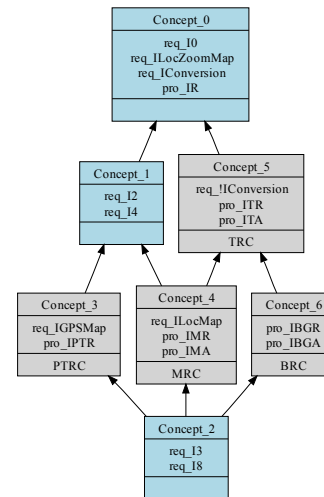 Concept_0
req_I0
req_ILocZoomMap
req_IConversion
pro_IR
Concept_5
req_!IConversion
pro_ITR
pro_ITA
TRC
Concept_1
req_I2
req_I4
Concept_3
req_IGPSMap
pro_IPTR
PTRC
Concept_4
req_ILocMap
pro_IMR
pro_IMA
MRC
Concept_6
pro_IBGR
pro_IBGA
BRC
Concept_2
req_I3
req_I8